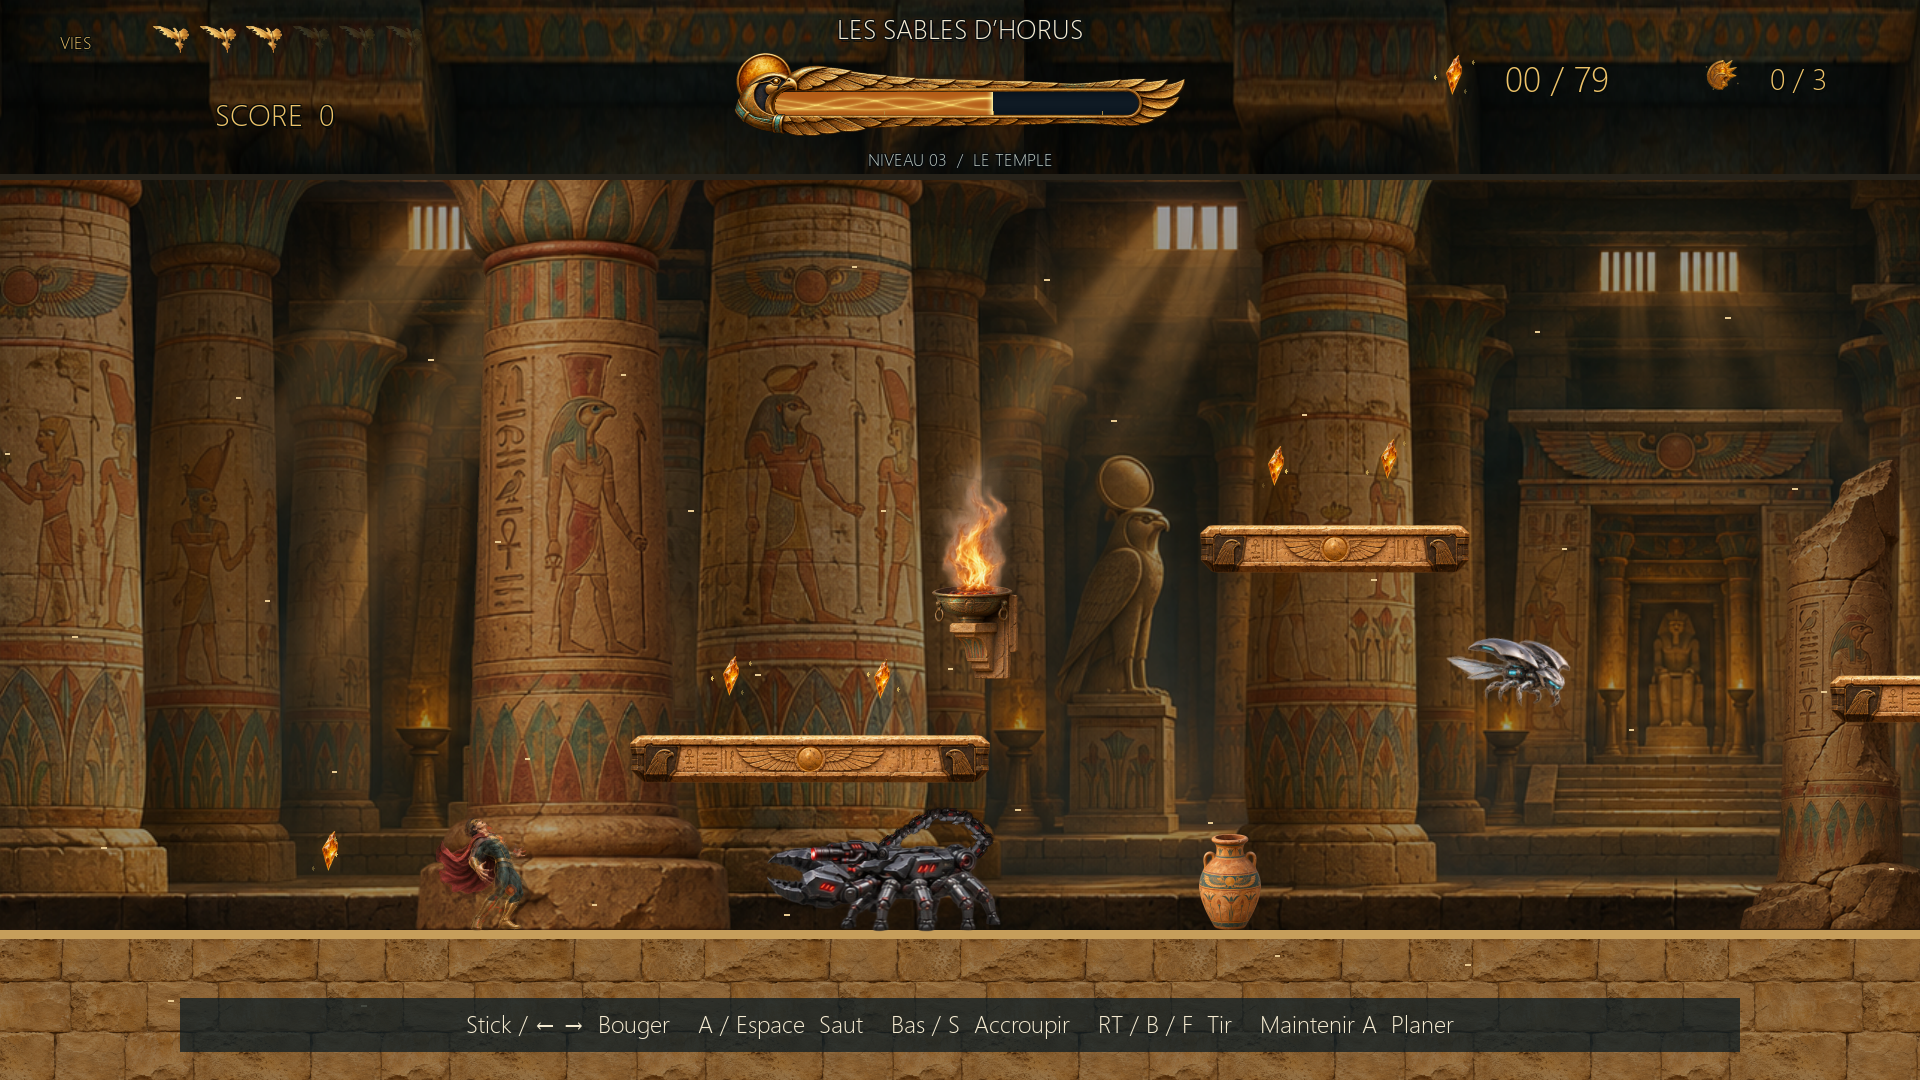 VIES
LES SABLES D'HORUS
SCORE 0
00 / 79
0 / 3
NIVEAU 03 / LE TEMPLE
Stick / ← → Bouger A / Espace Saut Bas / S Accroupir RT / B / F Tir Maintenir A Planer